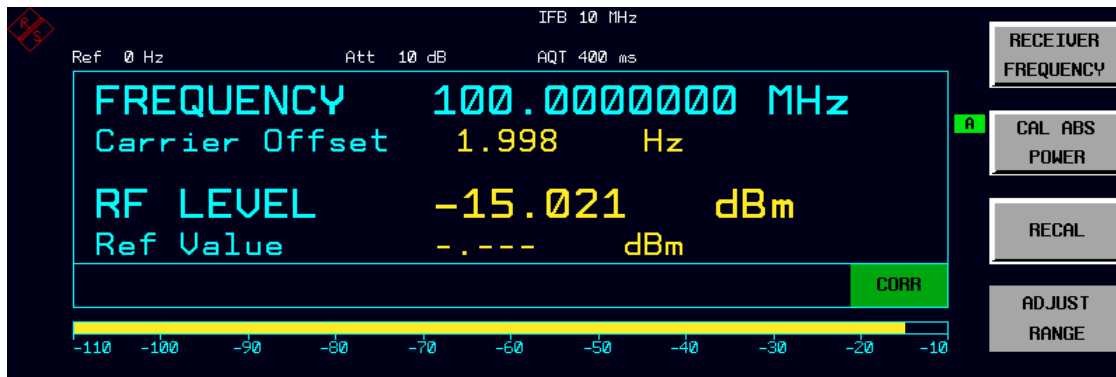 R S
IFB 10 MHz
Ref 0 Hz Att 10 dB AQT 400 ms
FREQUENCY 100.0000000 MHz
Carrier Offset 1.998 Hz
RF LEVEL -15.021 dBm
Ref Value -.--- dBm
CORR
-110 -100 -90 -80 -70 -60 -50 -40 -30 -20 -10
RECEIVER
FREQUENCY
A
CAL ABS
POWER
RECAL
ADJUST
RANGE